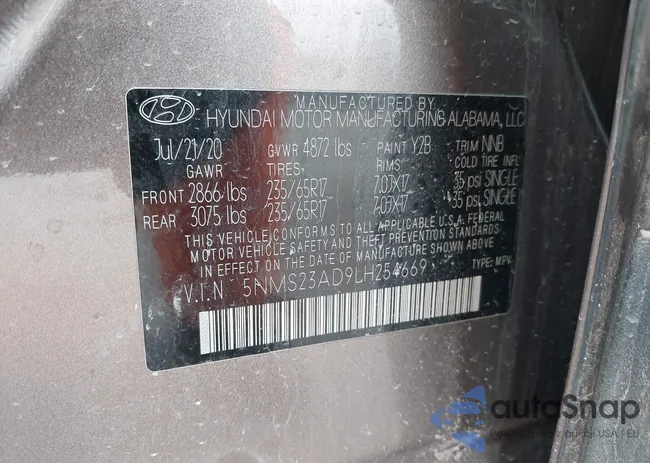 MANUFACTURED BY
HYUNDAI MOTOR MANUFACTURING ALABAMA, LLC
Jul/21/20 GVWR 4872 lbs PAINT Y2B TRIM NNB
GAWR TIRES RIMS COLD TIRE INFL
FRONT 2866 lbs 235/65R17 7.0JX17 35 psi SINGLE
REAR 3075 lbs 235/65R17 7.0JX17 35 psi SINGLE
THIS VEHICLE CONFORMS TO ALL APPLICABLE U.S.A. FEDERAL
MOTOR VEHICLE SAFETY AND THEFT PREVENTION STANDARDS
IN EFFECT ON THE DATE OF MANUFACTURE SHOWN ABOVE
V.I.N 5NMS23AD9LH254669 TYPE: M.P.V
autoSnap
z aukcji USA i EU